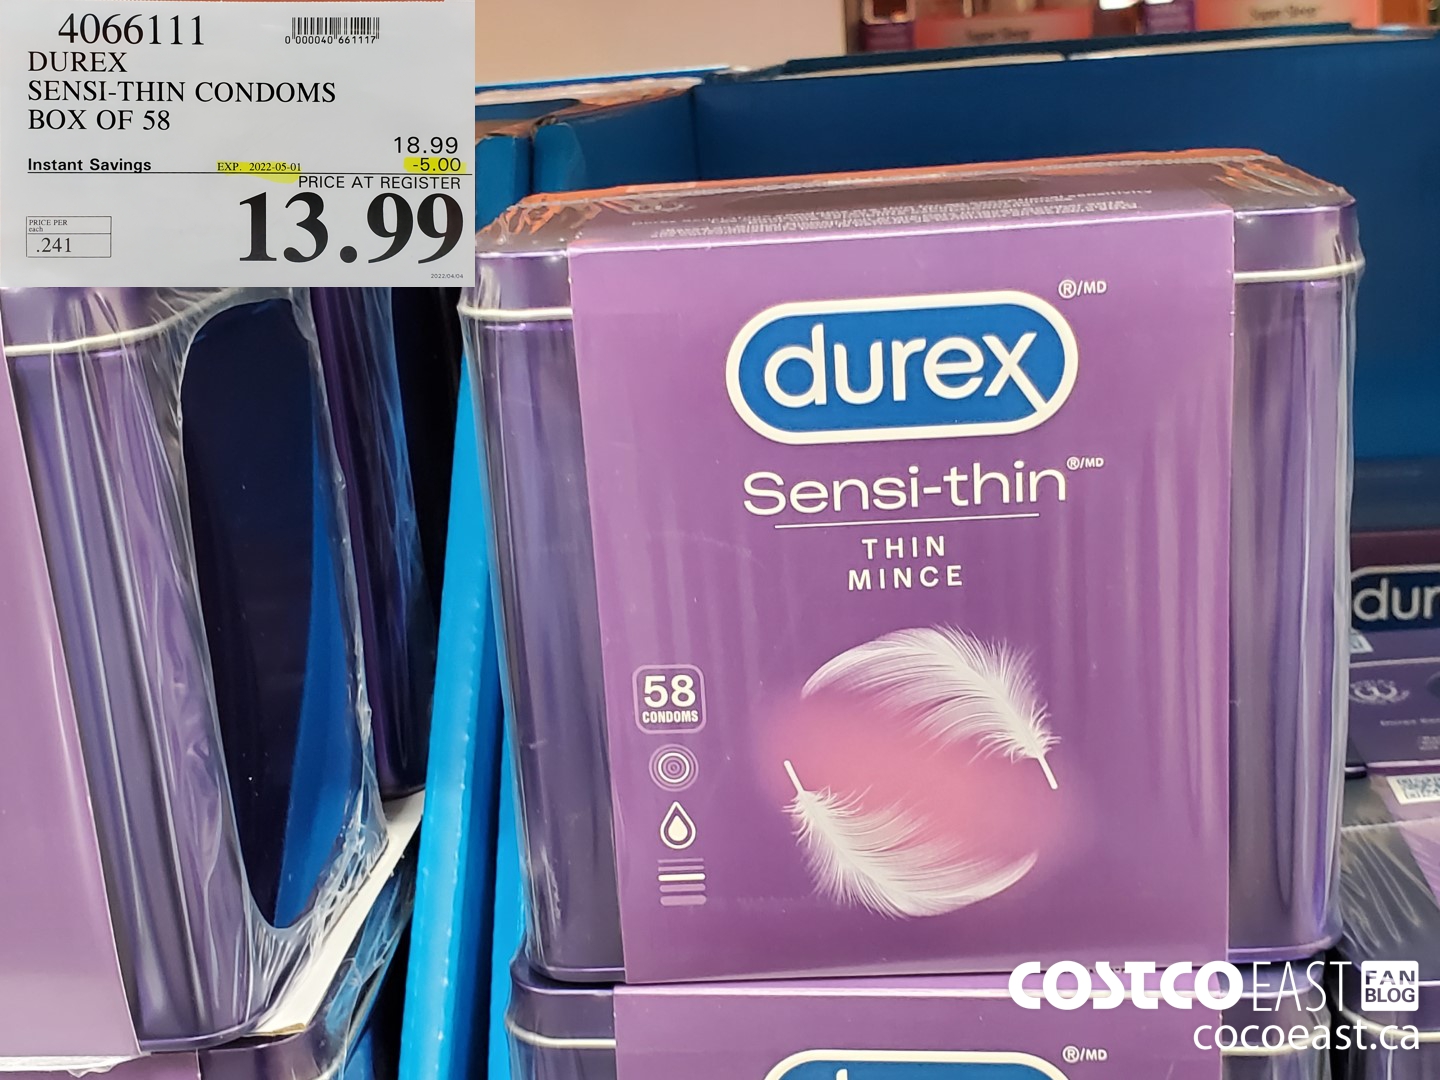 4066111
0 000040 661117
DUREX
SENSI-THIN CONDOMS
BOX OF 58
18.99
Instant Savings EXP. 2022-05-01 -5.00
PRICE AT REGISTER
13.99
PRICE PER
each
.241
2022/04/04
sensitivity
®/MD
durex
Sensi-thin®/MD
THIN
MINCE
58
CONDOMS
dur
®/MD
COSTCO EAST FAN
BLOG
cocoeast.ca